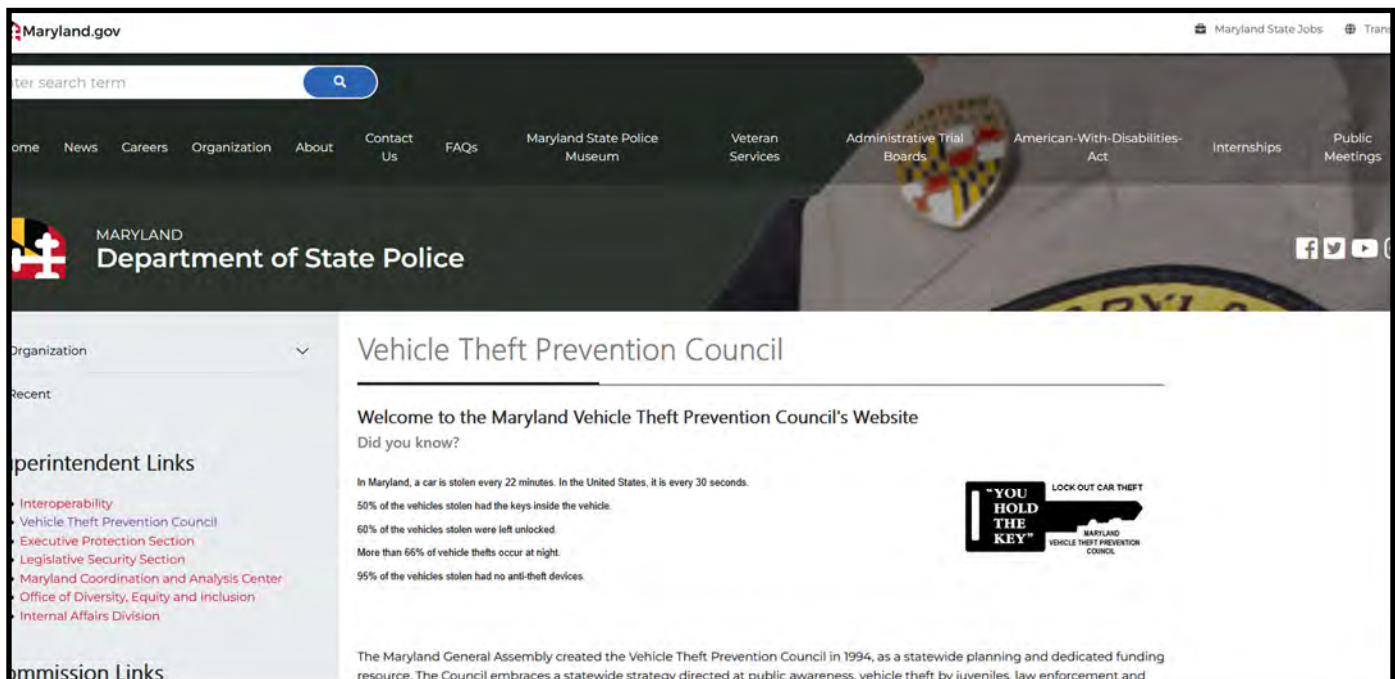 Maryland.gov
Maryland State Jobs
Trans
ter search term
ome News Careers Organization About Contact Us FAQs Maryland State Police Museum Veteran Services Administrative Trial Boards American-With-Disabilities-Act Internships Public Meetings
MARYLAND
Department of State Police
Organization
Recent
Vehicle Theft Prevention Council
Welcome to the Maryland Vehicle Theft Prevention Council's Website
Did you know?
In Maryland, a car is stolen every 22 minutes. In the United States, it is every 30 seconds.
50% of the vehicles stolen had the keys inside the vehicle.
60% of the vehicles stolen were left unlocked.
More than 66% of vehicle thefts occur at night.
95% of the vehicles stolen had no anti-theft devices.
"YOU
HOLD
THE
KEY"
LOCK OUT CAR THEFT
MARYLAND
VEHICLE THEFT PREVENTION
COUNCIL
perintendent Links
Interoperability
Vehicle Theft Prevention Council
Executive Protection Section
Legislative Security Section
Maryland Coordination and Analysis Center
Office of Diversity, Equity and Inclusion
Internal Affairs Division
ommission Links
The Maryland General Assembly created the Vehicle Theft Prevention Council in 1994, as a statewide planning and dedicated funding
resource. The Council embraces a statewide strategy directed at public awareness, vehicle theft by juveniles, law enforcement and